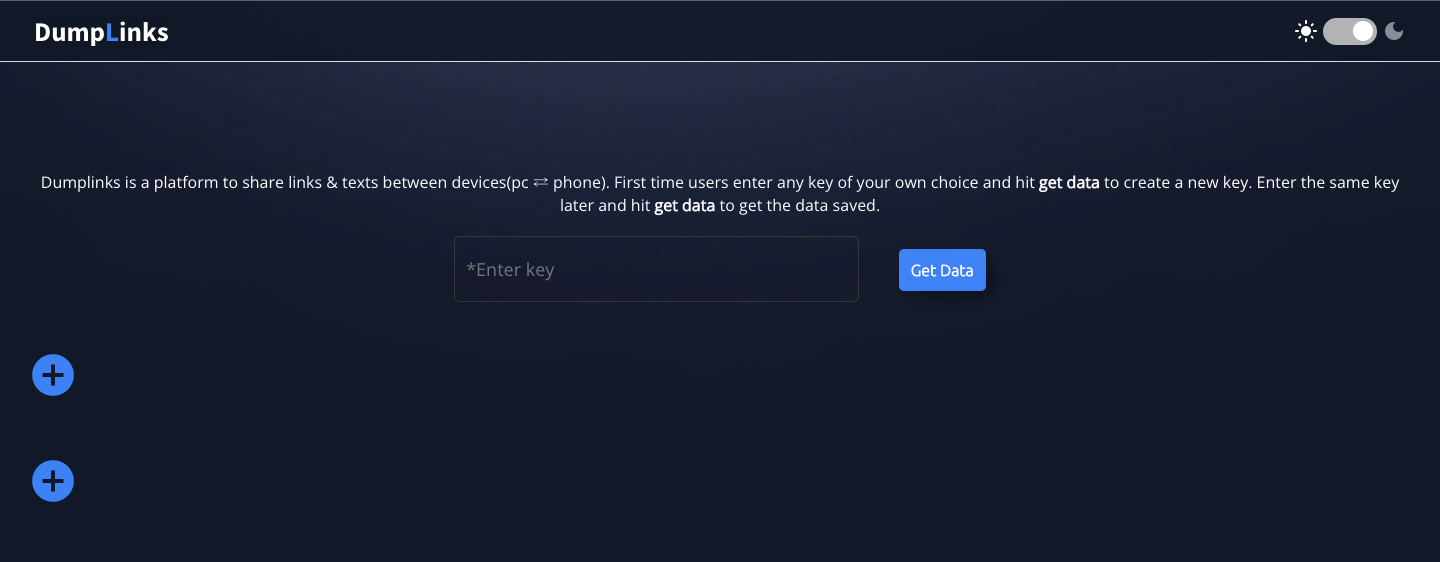 DumpLinks
Dumplinks is a platform to share links & texts between devices(pc ⇄ phone). First time users enter any key of your own choice and hit get data to create a new key. Enter the same key
later and hit get data to get the data saved.
*Enter key
Get Data